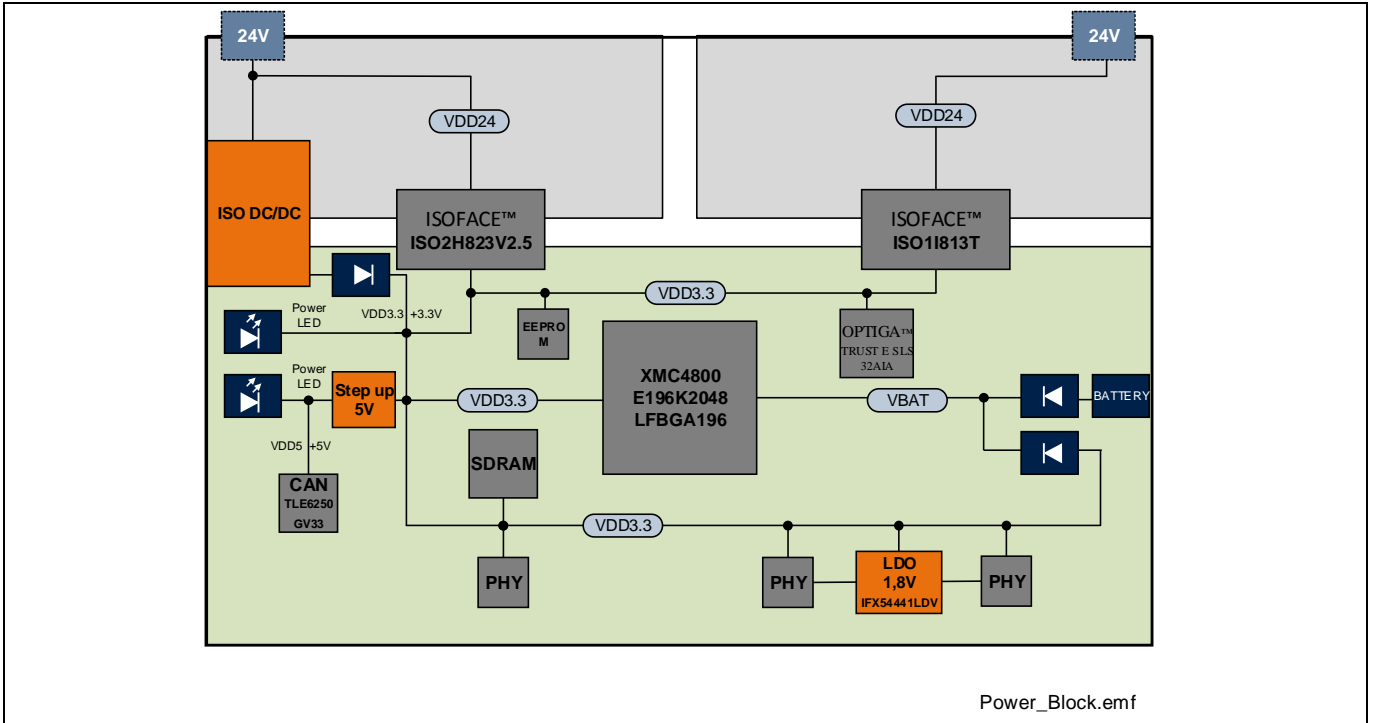 24V
24V
VDD24
VDD24
ISO DC/DC
ISOFACE™
ISO2H823V2.5
ISOFACE™
ISO1I813T
VDD3.3
Power
LED
VDD3.3 +3.3V
EEPRO
M
OPTIGA™
TRUST E SLS
32AIA
XMC4800
E196K2048
LFBGA196
Power
LED
Step up
5V
VDD3.3
VBAT
BATTERY
VDD5 +5V
CAN
TLE6250
GV33
SDRAM
VDD3.3
PHY
PHY
LDO
1,8V
IFX54441LDV
PHY
Power_Block.emf